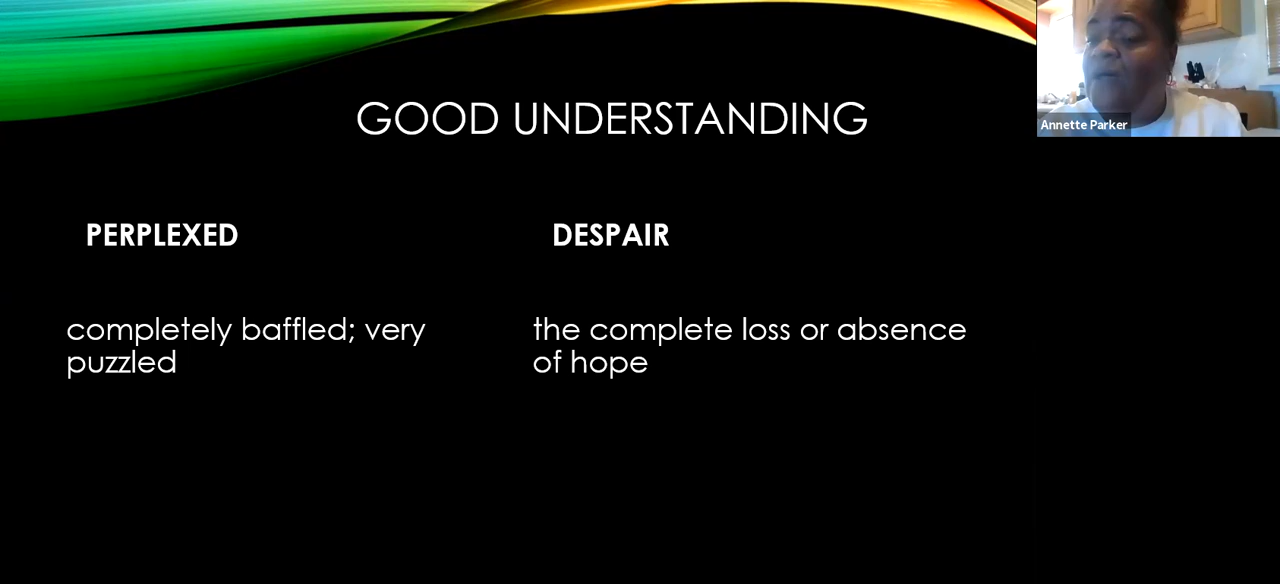 GOOD UNDERSTANDING
PERPLEXED
completely baffled; very
puzzled
DESPAIR
the complete loss or absence
of hope
Annette Parker